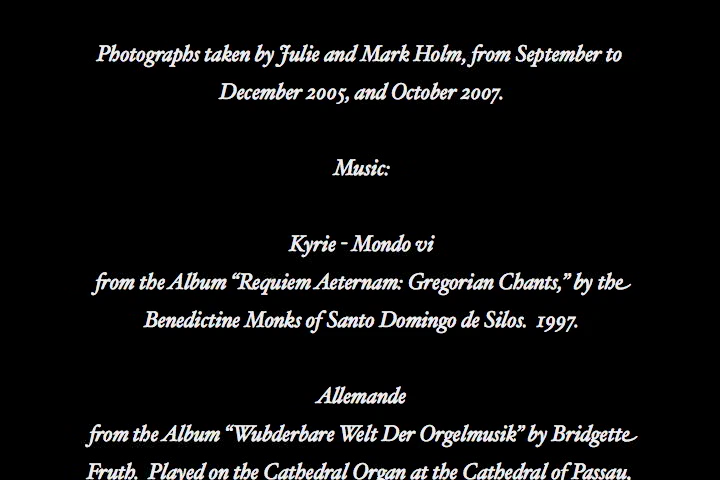 Photographs taken by Julie and Mark Holm, from September to
December 2005, and October 2007.
Music:
Kyrie - Mondo vi
from the Album “Requiem Aeternam: Gregorian Chants,” by the
Benedictine Monks of Santo Domingo de Silos. 1997.
Allemande
from the Album “Wubderbare Welt Der Orgelmusik” by Bridgette
Fruth. Played on the Cathedral Organ at the Cathedral of Passau,